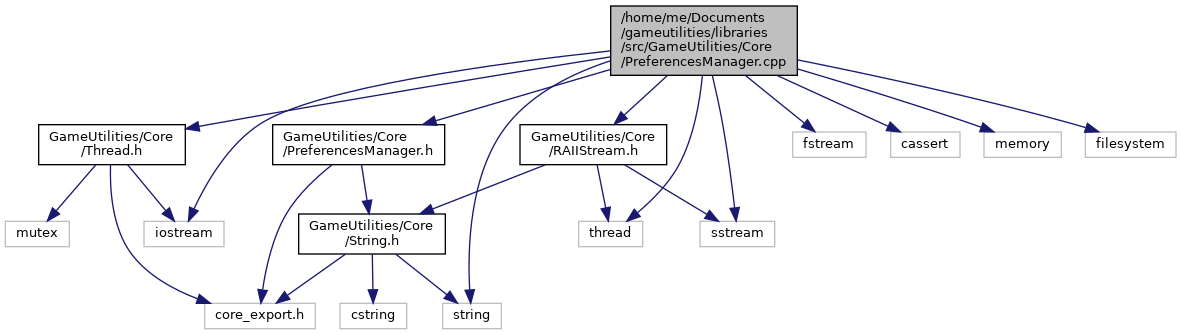 /home/me/Documents
/gameutilities/libraries
/src/GameUtilities/Core
/PreferencesManager.cpp
GameUtilities/Core
/Thread.h
GameUtilities/Core
/PreferencesManager.h
GameUtilities/Core
/RAIIStream.h
fstream
cassert
memory
filesystem
mutex
iostream
GameUtilities/Core
/String.h
thread
sstream
core_export.h
cstring
string